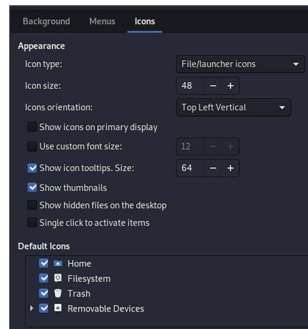 Background Menus Icons
Appearance
Icon type: File/launcher icons
Icon size: 48
Icons orientation: Top Left Vertical
Show icons on primary display
Use custom font size: 12
Show icon tooltips. Size: 64
Show thumbnails
Show hidden files on the desktop
Single click to activate items
Default Icons
Home
Filesystem
Trash
Removable Devices